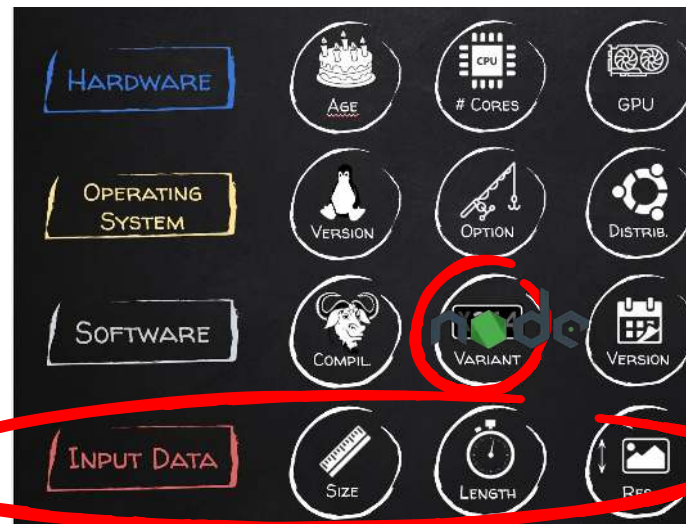 HARDWARE
AGE
CPU
# CORES
GPU
OPERATING
SYSTEM
VERSION
OPTION
DISTRIB.
SOFTWARE
COMPIL.
node
VARIANT
VERSION
INPUT DATA
SIZE
LENGTH
RES.